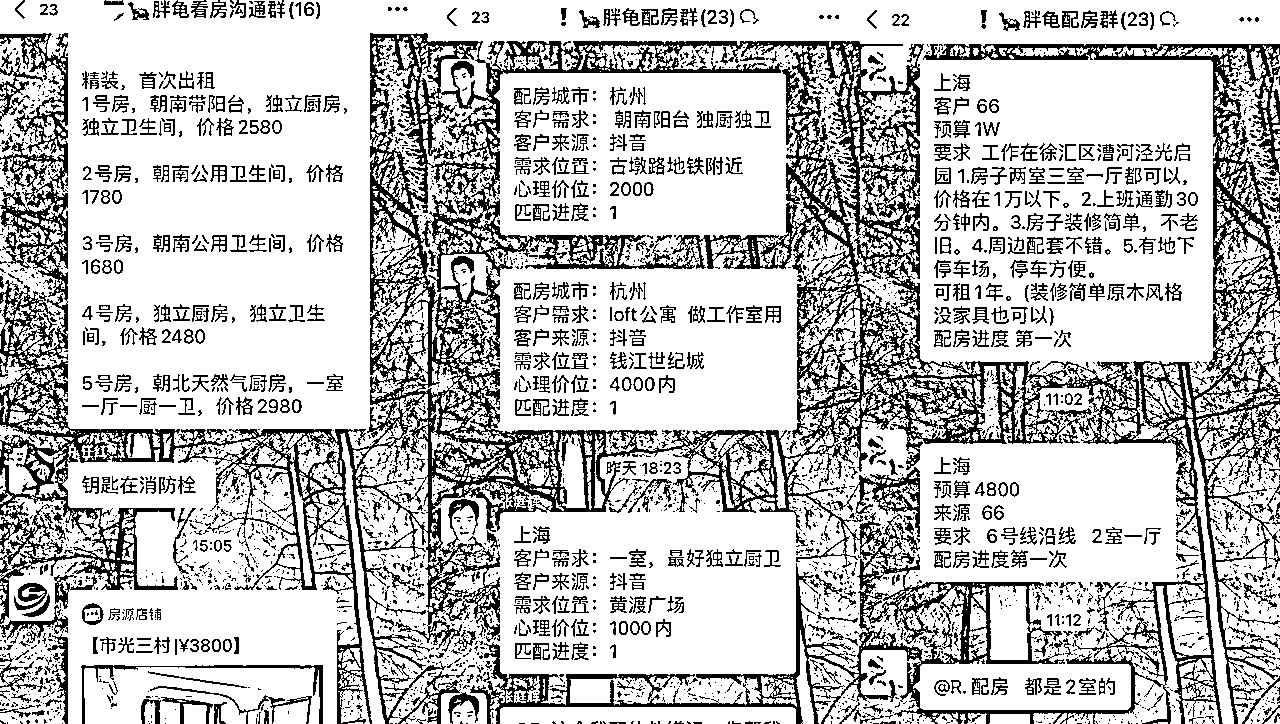 23
胖龟看房沟通群(16)
精装，首次出租
1号房，朝南带阳台，独立厨房，
独立卫生间，价格2580
2号房，朝南公用卫生间，价格
1780
3号房，朝南公用卫生间，价格
1680
4号房，独立厨房，独立卫生
间，价格2480
5号房，朝北天然气厨房，一室
一厅一厨一卫，价格2980
钥匙在消防栓
15:05
房源店铺
【市光三村|¥3800】
23
胖龟配房群(23)
配房城市：杭州
客户需求： 朝南阳台 独厨独卫
客户来源：抖音
需求位置：古墩路地铁附近
心理价位：2000
匹配进度：1
配房城市：杭州
客户需求：loft公寓 做工作室用
客户来源：抖音
需求位置：钱江世纪城
心理价位：4000内
匹配进度：1
昨天 18:23
上海
客户需求：一室，最好独立厨卫
客户来源：抖音
需求位置：黄渡广场
心理价位：1000内
匹配进度：1
22
胖龟配房群(23)
上海
客户 66
预算 1W
要求 工作在徐汇区漕河泾光启
园 1.房子两室三室一厅都可以，
价格在1万以下。2.上班通勤30
分钟内。3.房子装修简单，不老
旧。4.周边配套不错。5.有地下
停车场，停车方便。
可租1年。(装修简单原木风格
没家具也可以)
配房进度 第一次
11:02
上海
预算 4800
来源 66
要求 6号线沿线 2室一厅
配房进度第一次
11:12
@R. 配房 都是2室的